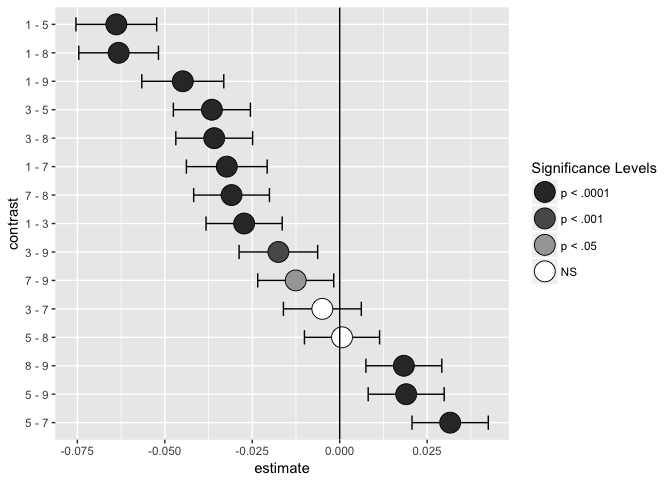 1 - 5
1 - 8
1 - 9
3 - 5
3 - 8
1 - 7
7 - 8
1 - 3
3 - 9
7 - 9
3 - 7
5 - 8
8 - 9
5 - 9
5 - 7
contrast
-0.075 -0.050 -0.025 0.000 0.025
estimate
Significance Levels
p < .0001
p < .001
p < .05
NS